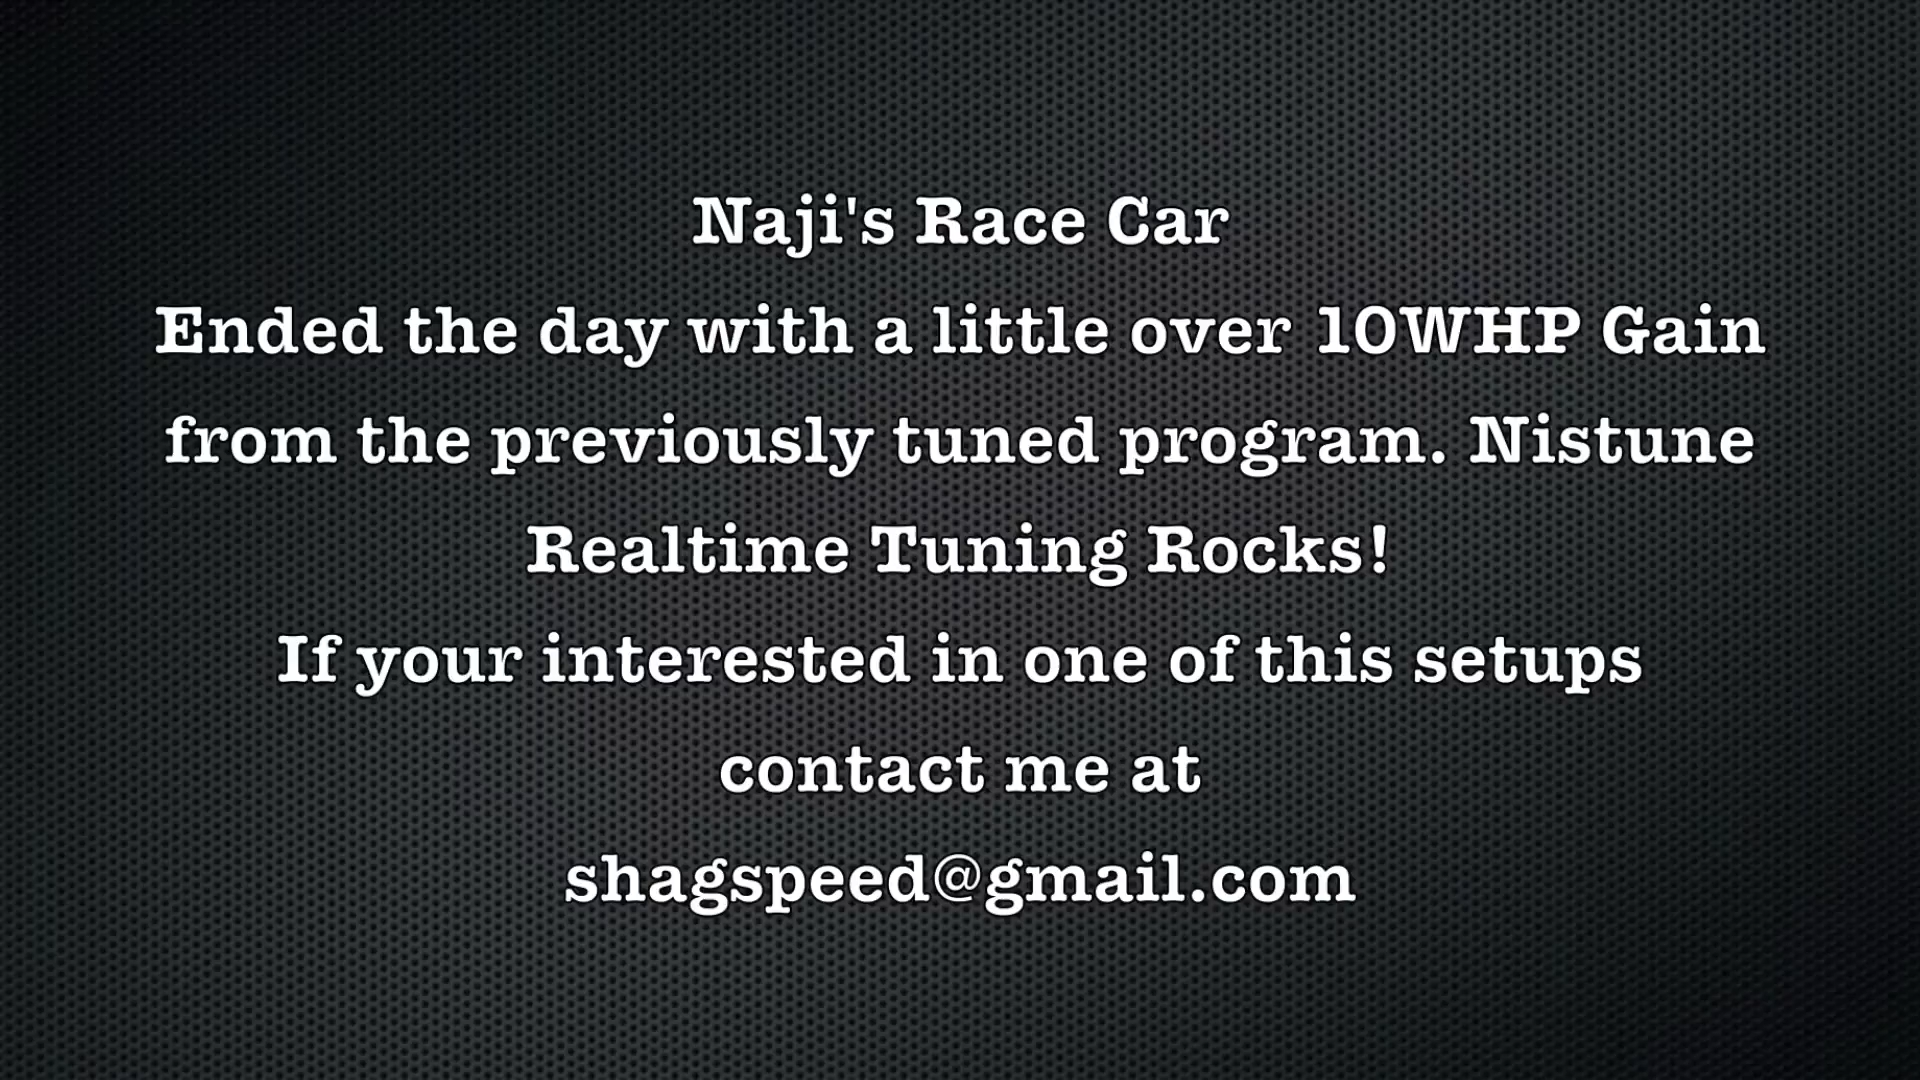 Naji's Race Car
Ended the day with a little over 10WHP Gain
from the previously tuned program. Nistune
Realtime Tuning Rocks!
If your interested in one of this setups
contact me at
shagspeed@gmail.com